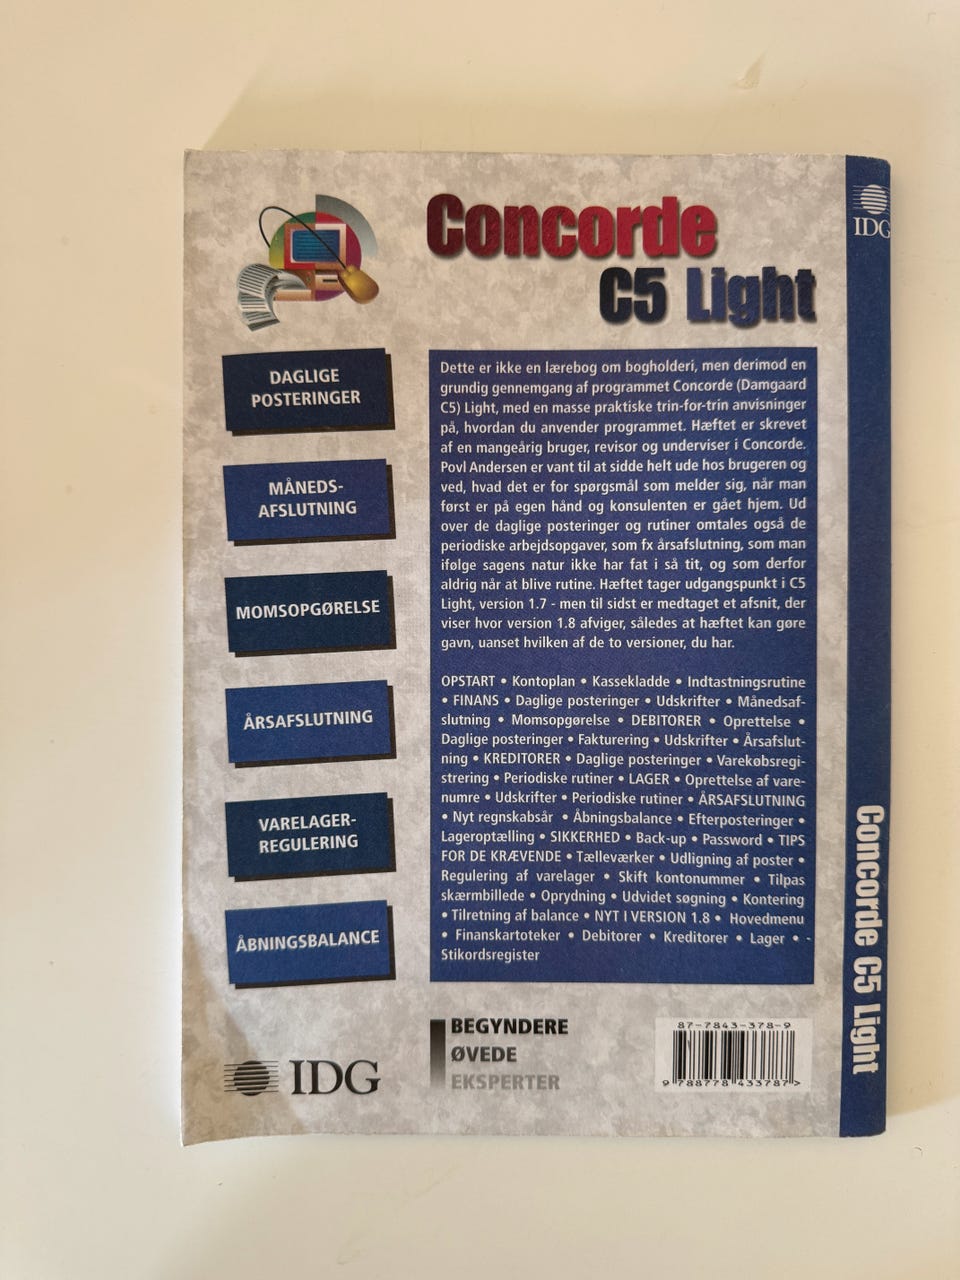 Concorde
C5 Light
IDG
DAGLIGE
POSTERINGER
MÅNEDS-
AFSLUTNING
MOMSOPGØRELSE
ÅRSAFSLUTNING
VARELAGER-
REGULERING
ÅBNINGSBALANCE
Dette er ikke en lærebog om bogholderi, men derimod en
grundig gennemgang af programmet Concorde (Damgaard
C5) Light, med en masse praktiske trin-for-trin anvisninger
på, hvordan du anvender programmet. Hæftet er skrevet
af en mangeårig bruger, revisor og underviser i Concorde.
Povl Andersen er vant til at sidde helt ude hos brugeren og
ved, hvad det er for spørgsmål som melder sig, når man
først er på egen hånd og konsulenten er gået hjem. Ud
over de daglige posteringer og rutiner omtales også de
periodiske arbejdsopgaver, som fx årsafslutning, som man
ifølge sagens natur ikke har fat i så tit, og som derfor
aldrig når at blive rutine. Hæftet tager udgangspunkt i C5
Light, version 1.7 - men til sidst er medtaget et afsnit, der
viser hvor version 1.8 afviger, således at hæftet kan gøre
gavn, uanset hvilken af de to versioner, du har.
OPSTART • Kontoplan • Kassekladde • Indtastningsrutine
• FINANS • Daglige posteringer • Udskrifter • Månedsaf-
slutning • Momsopgørelse • DEBITORER • Oprettelse •
Daglige posteringer • Fakturering • Udskrifter • Årsafslut-
ning • KREDITORER • Daglige posteringer • Varekøbsregi-
strering • Periodiske rutiner • LAGER • Oprettelse af vare-
numre • Udskrifter • Periodiske rutiner • ÅRSAFSLUTNING
• Nyt regnskabsår • Åbningsbalance • Efterposteringer •
Lageroptælling • SIKKERHED • Back-up • Password • TIPS
FOR DE KRÆVENDE • Tælleværker • Udligning af poster •
Regulering af varelager • Skift kontonummer • Tilpas
skærmbillede • Oprydning • Udvidet søgning • Kontering
• Tilretning af balance • NYT I VERSION 1.8 • Hovedmenu
• Finanskartoteker • Debitorer • Kreditorer • Lager • -
Stikordsregister
IDG
BEGYNDERE
ØVEDE
EKSPERTER
87-7843-378-9
9 788778 433787 >
Concorde C5 Light